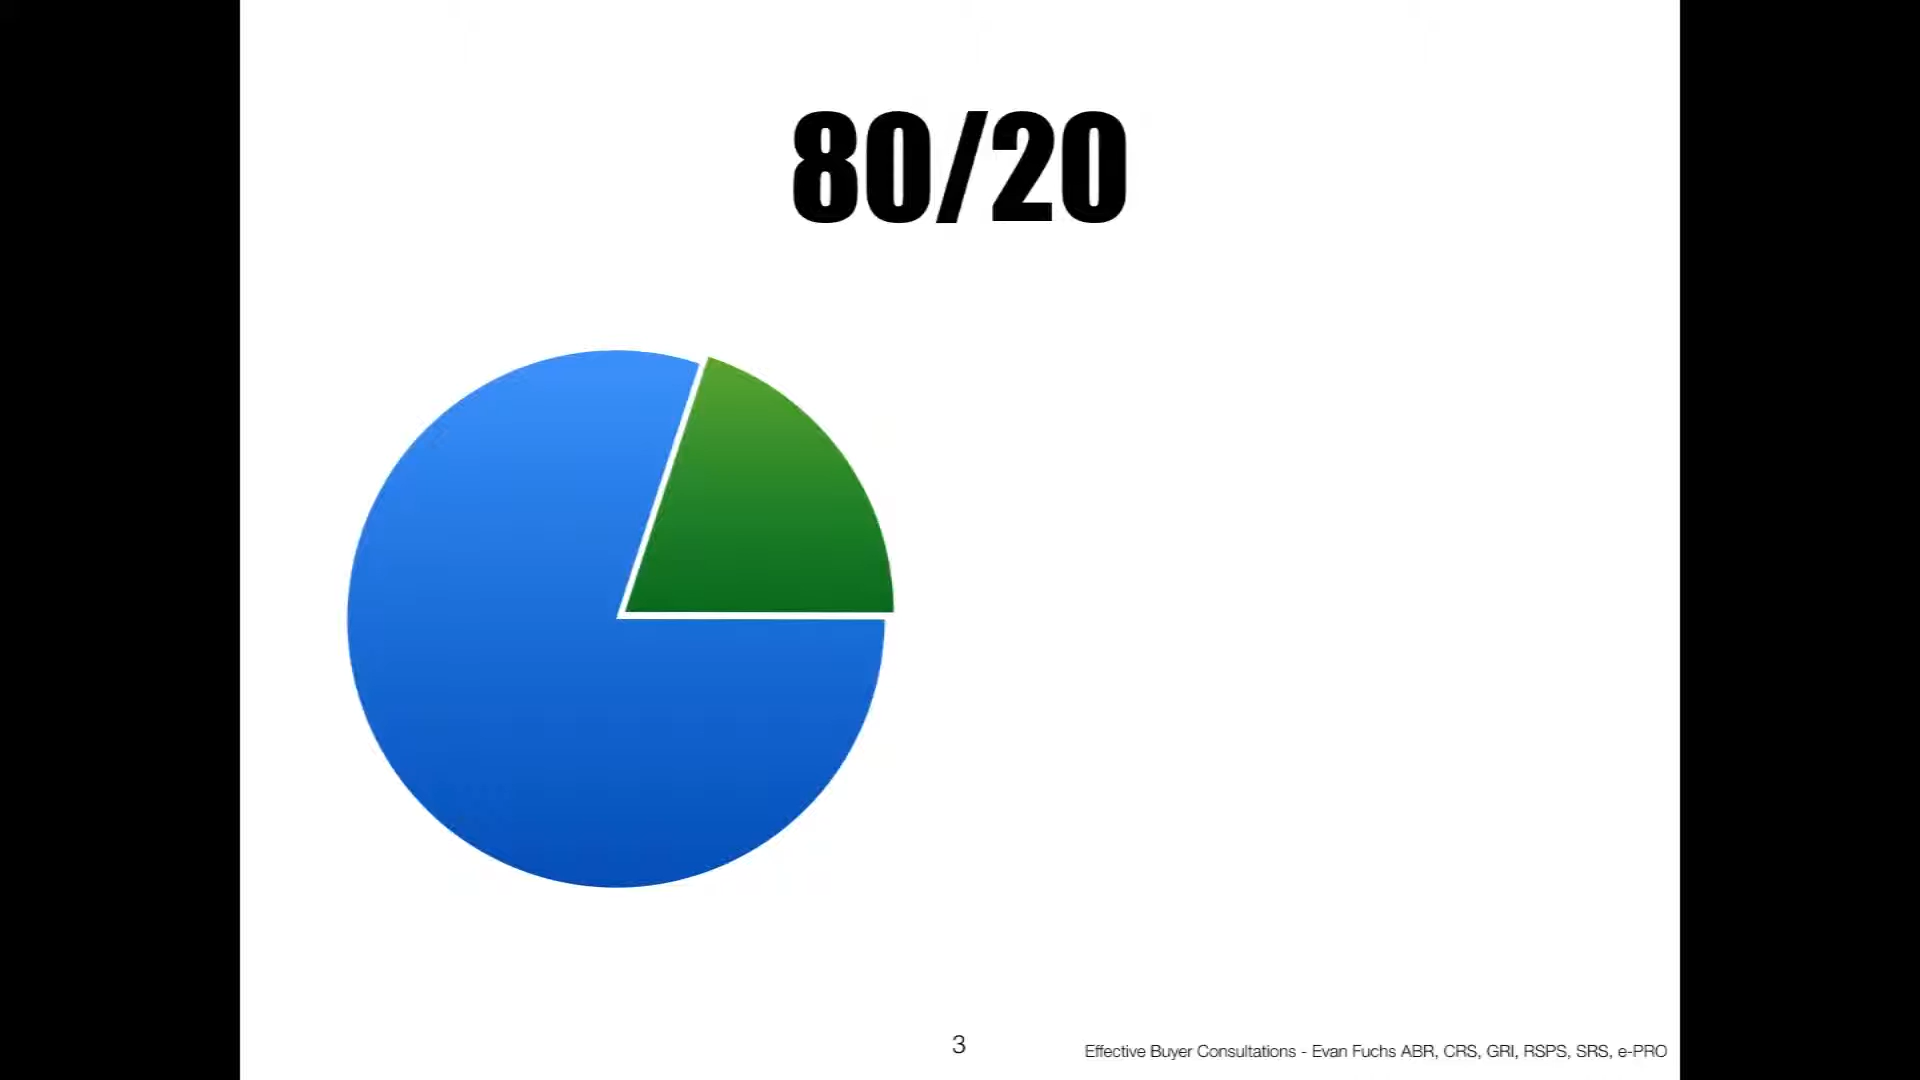 80/20
3
Effective Buyer Consultations - Evan Fuchs ABR, CRS, GRI, RSPS, SRS, e-PRO